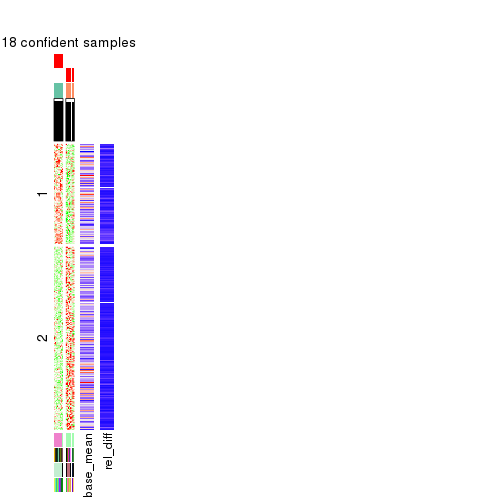 18 confident samples
1
2
base_mean
rel_diff